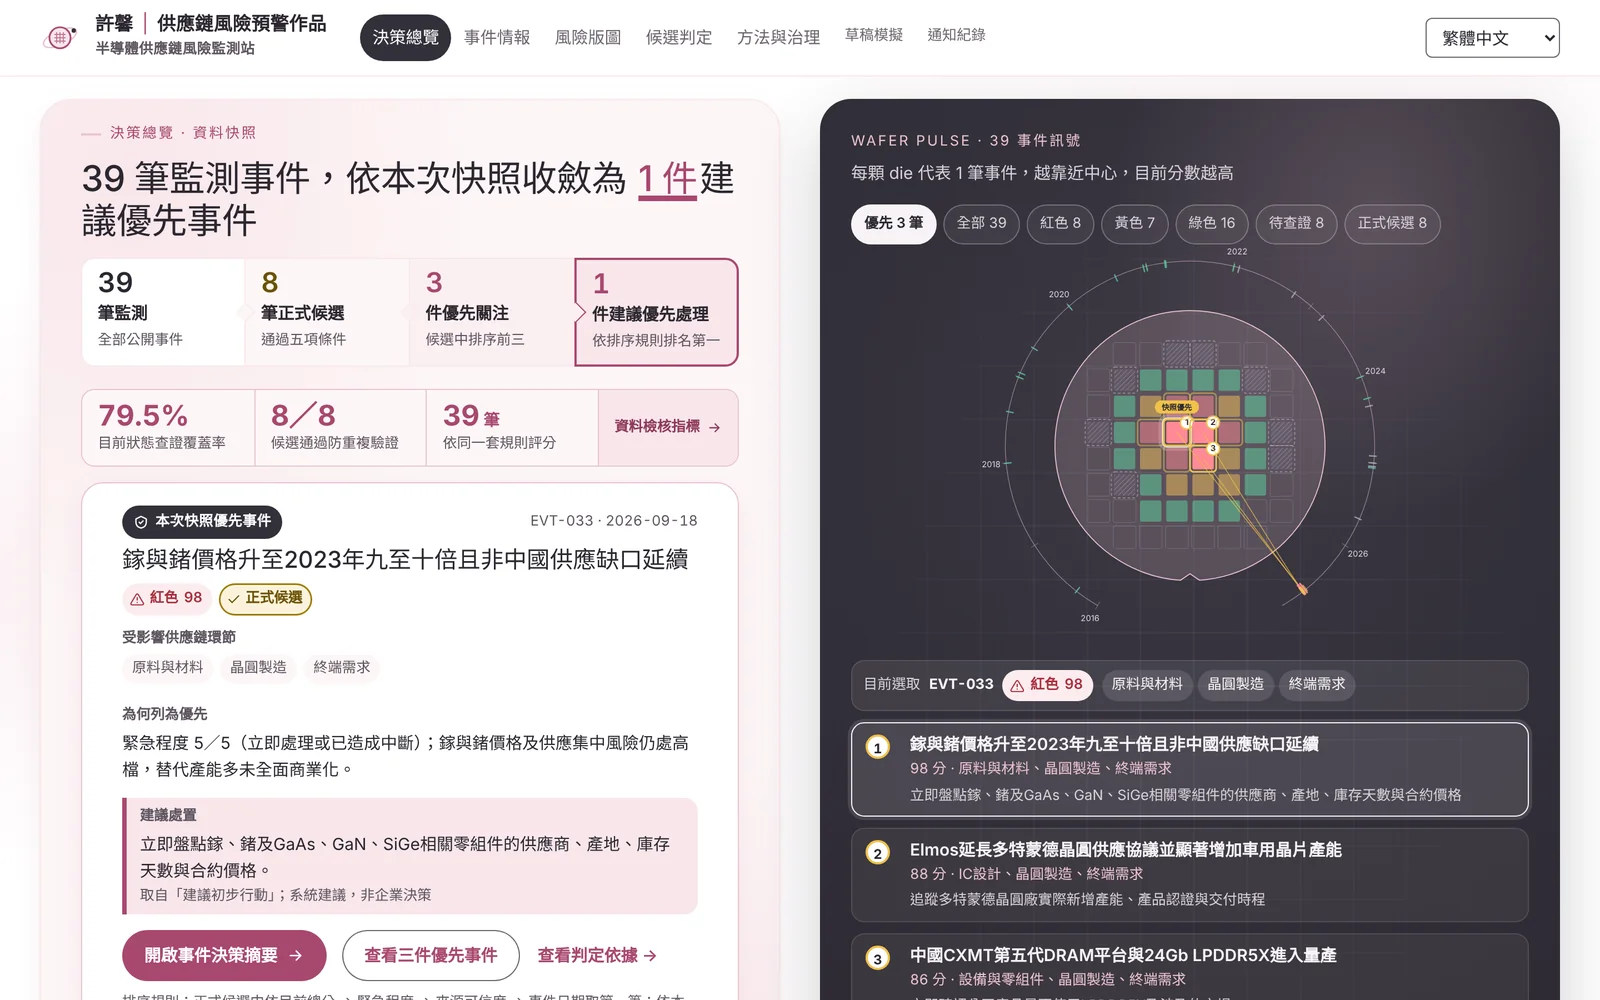 許馨｜供應鏈風險預警作品
半導體供應鏈風險監測站
決策總覽 事件情報 風險版圖 候選判定 方法與治理 草稿模擬 通知紀錄
繁體中文
決策總覽 · 資料快照
39 筆監測事件，依本次快照收斂為 1 件建
議優先事件
39
筆監測
全部公開事件
8
筆正式候選
通過五項條件
3
件優先關注
候選中排序前三
1
件建議優先處理
依排序規則排名第一
79.5%
目前狀態查證覆蓋率
8／8
候選通過防重複驗證
39 筆
依同一套規則評分
資料檢核指標 →
本次快照優先事件
EVT-033 · 2026-09-18
鎵與鍺價格升至2023年九至十倍且非中國供應缺口延續
紅色 98 正式候選
受影響供應鏈環節
原料與材料 晶圓製造 終端需求
為何列為優先
緊急程度 5／5（立即處理或已造成中斷）；鎵與鍺價格及供應集中風險仍處高
檔，替代產能多未全面商業化。
建議處置
立即盤點鎵、鍺及GaAs、GaN、SiGe相關零組件的供應商、產地、庫存
天數與合約價格。
取自「建議初步行動」；系統建議，非企業決策
開啟事件決策摘要 → 查看三件優先事件 查看判定依據 →
WAFER PULSE · 39 事件訊號
每顆 die 代表 1 筆事件，越靠近中心，目前分數越高
優先 3 筆 全部 39 紅色 8 黃色 7 綠色 16 待查證 8 正式候選 8
2022
2020
2024
快照優先
1
2
3
2018
2026
2016
目前選取 EVT-033 紅色 98 原料與材料 晶圓製造 終端需求
1
鎵與鍺價格升至2023年九至十倍且非中國供應缺口延續
98 分 · 原料與材料、晶圓製造、終端需求
立即盤點鎵、鍺及GaAs、GaN、SiGe相關零組件的供應商、產地、庫存天數與合約價格
2
Elmos延長多特蒙德晶圓供應協議並顯著增加車用晶片產能
88 分 · IC設計、晶圓製造、終端需求
追蹤多特蒙德晶圓廠實際新增產能、產品認證與交付時程
3
中國CXMT第五代DRAM平台與24Gb LPDDR5X進入量產
86 分 · 設備與零組件、晶圓製造、終端需求